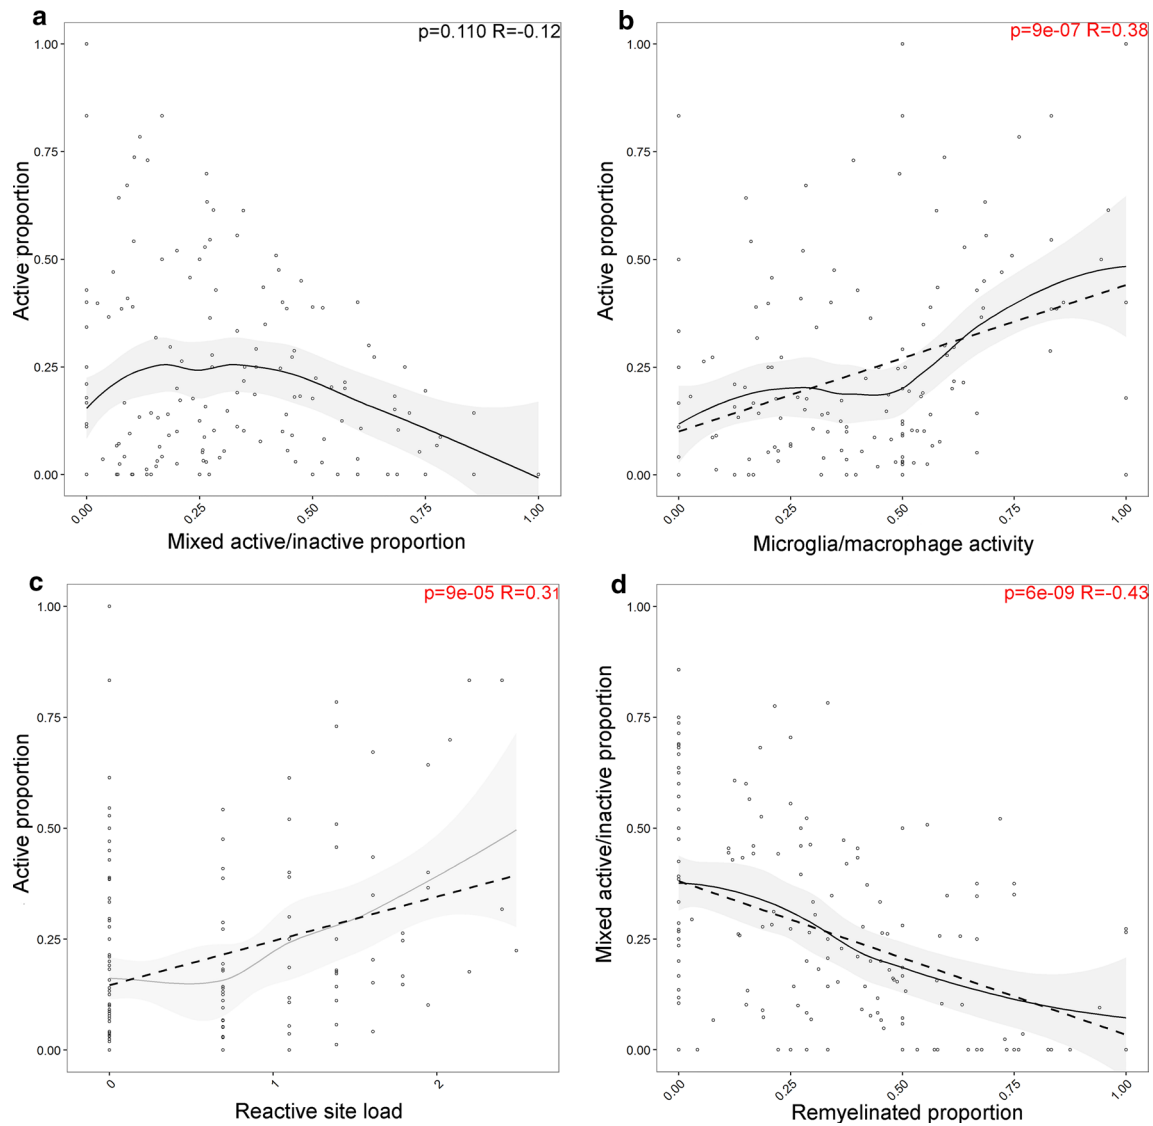 a
p=0.110 R=-0.12
1.00
0.75
0.50
0.25
0.00
Active proportion
0.00 0.25 0.50 0.75 1.00
Mixed active/inactive proportion
b
p=9e-07 R=0.38
1.00
0.75
0.50
0.25
0.00
Active proportion
0.00 0.25 0.50 0.75 1.00
Microglia/macrophage activity
c
p=9e-05 R=0.31
1.00
0.75
0.50
0.25
0.00
Active proportion
0 1 2
Reactive site load
d
p=6e-09 R=-0.43
1.00
0.75
0.50
0.25
0.00
Mixed active/inactive proportion
0.00 0.25 0.50 0.75 1.00
Remyelinated proportion